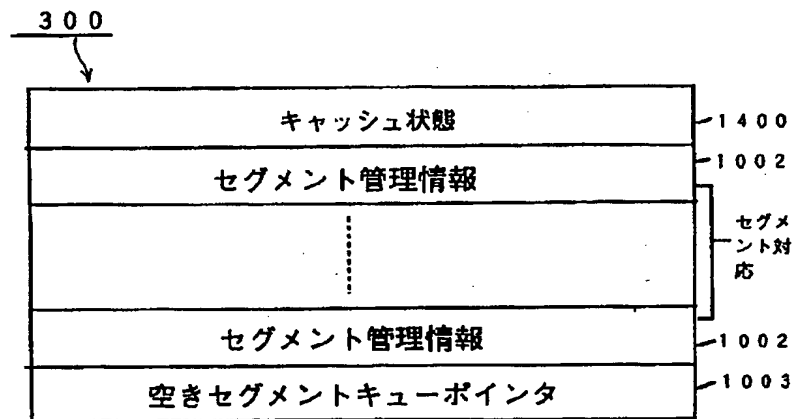 300
キャッシュ状態
1400
セグメント管理情報
1002
セグメ
ント対
応
セグメント管理情報
1002
空きセグメントキューポインタ
1003